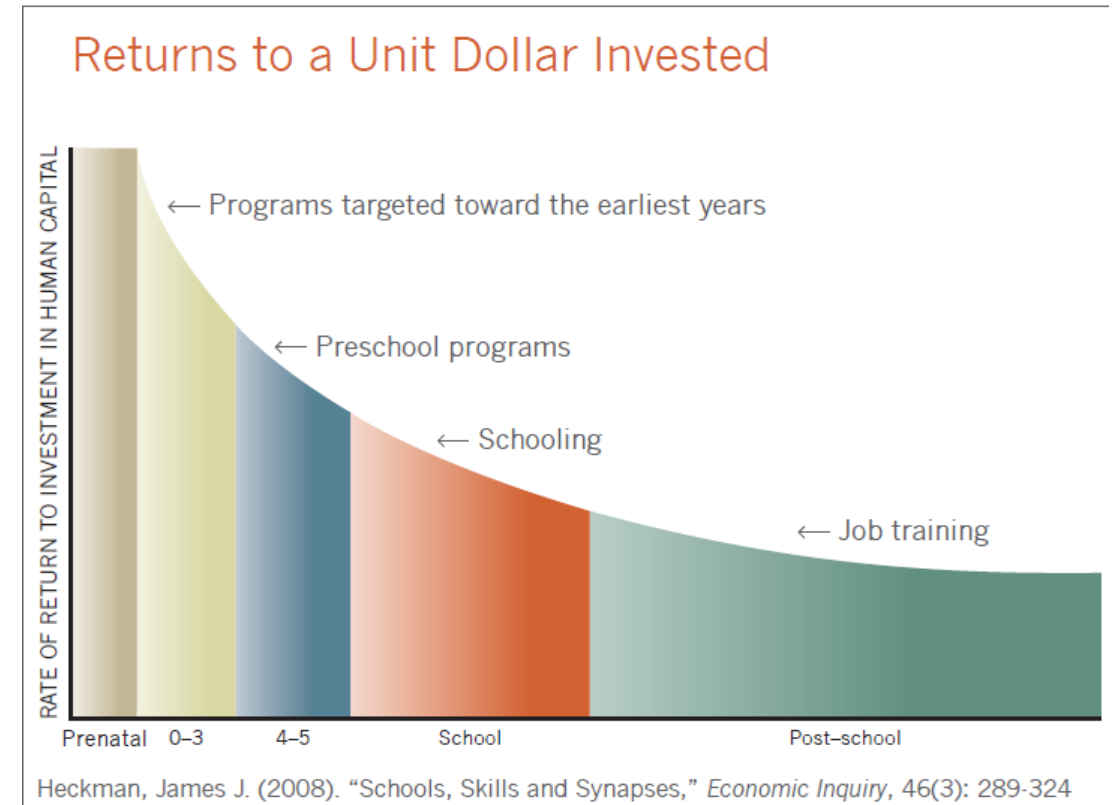 Returns to a Unit Dollar Invested
RATE OF RETURN TO INVESTMENT IN HUMAN CAPITAL
← Programs targeted toward the earliest years
← Preschool programs
← Schooling
← Job training
Prenatal 0–3 4–5 School Post–school
Heckman, James J. (2008). “Schools, Skills and Synapses,” Economic Inquiry, 46(3): 289-324